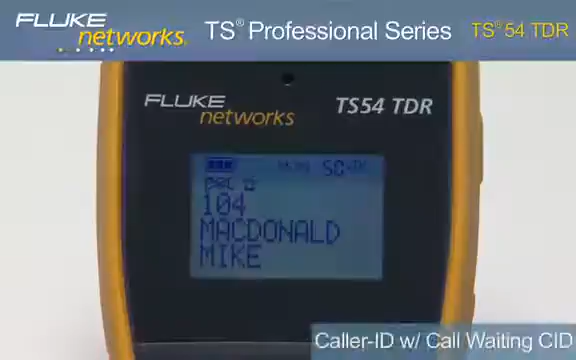 FLUKE networks®
TS® Professional Series
TS® 54 TDR
FLUKE networks
TS54 TDR
104
MACDONALD
MIKE
Caller-ID w/ Call Waiting CID